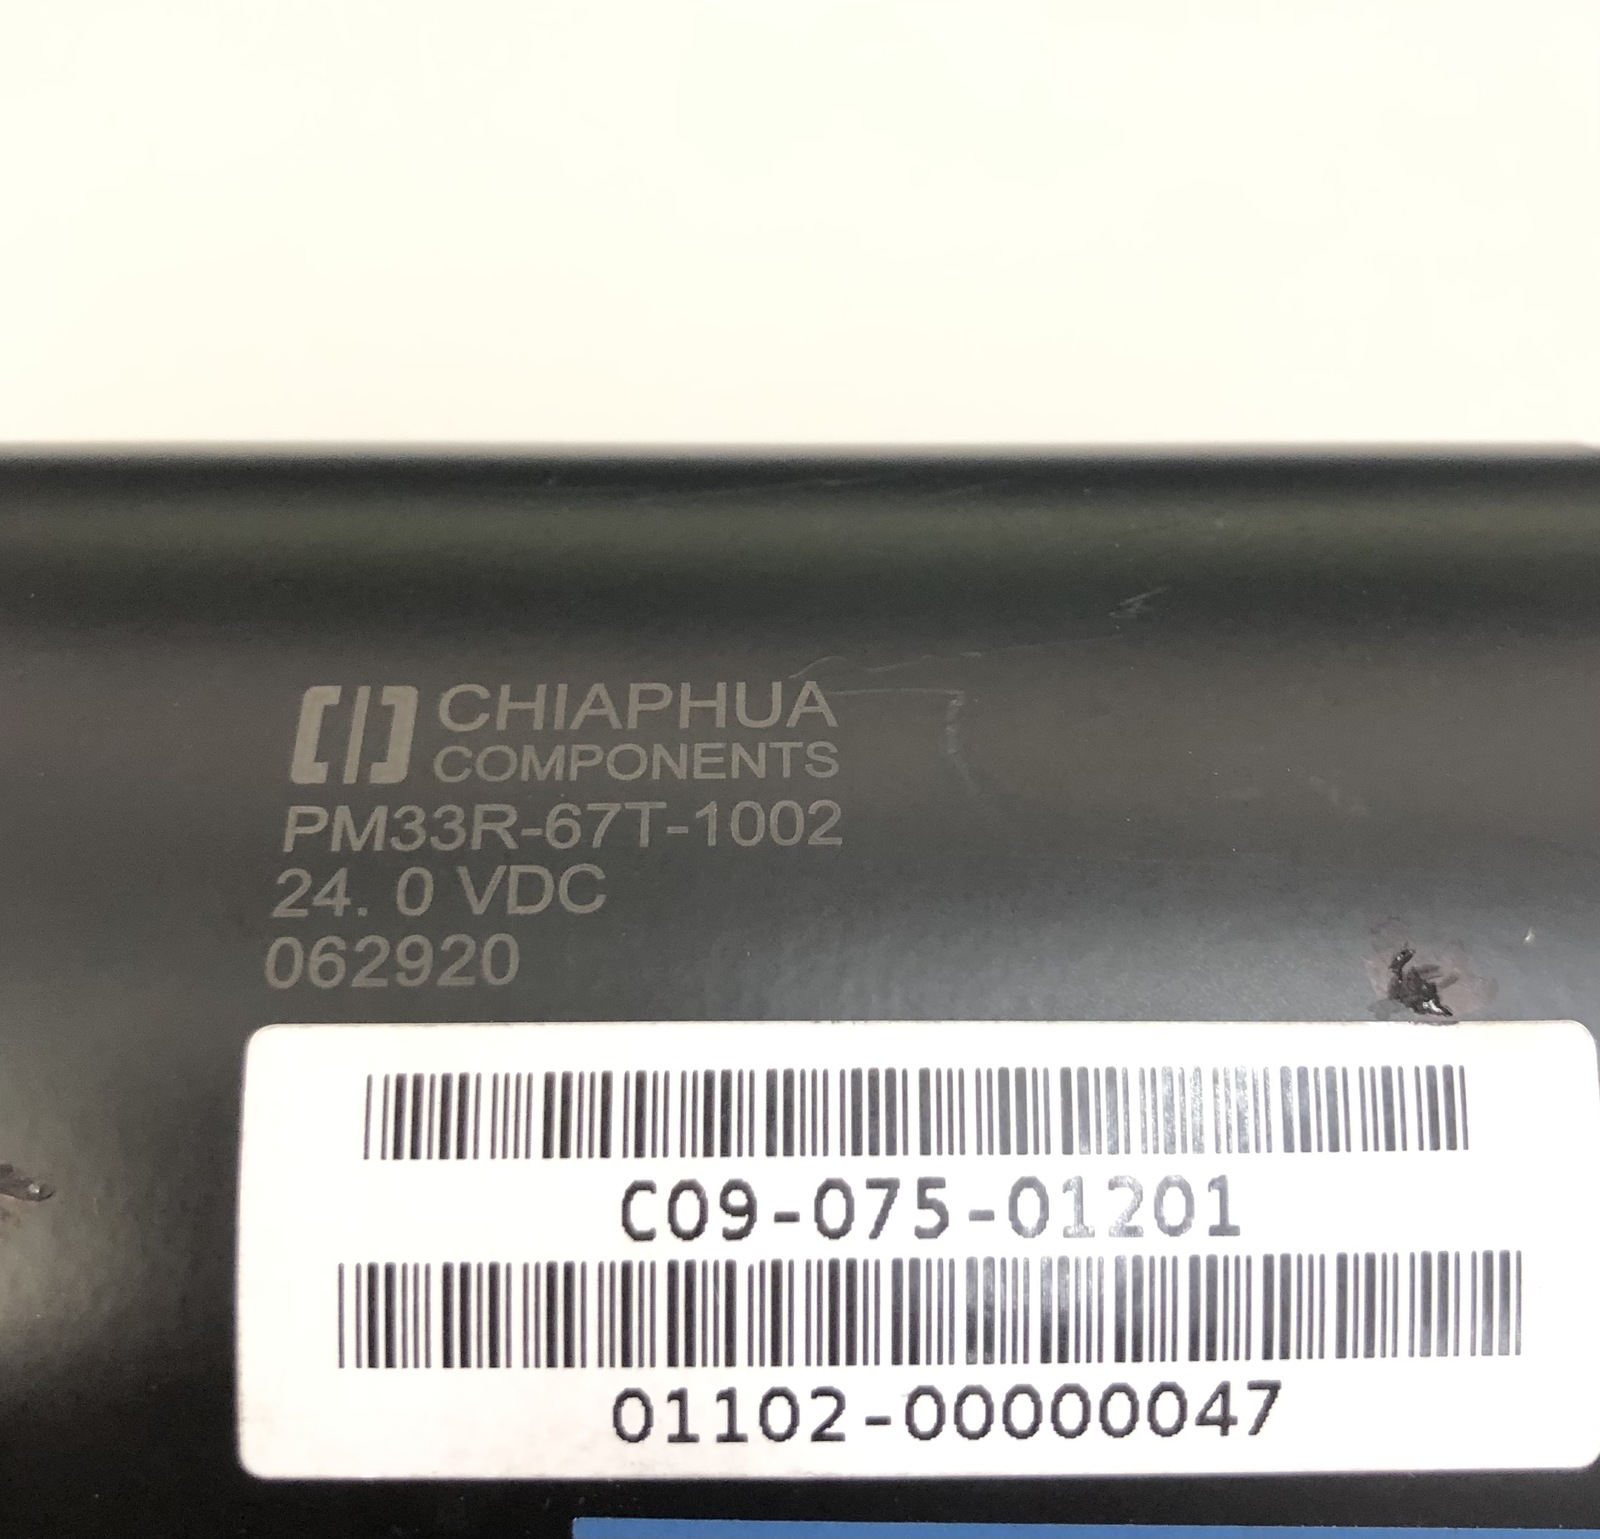 CHIAPHUA
COMPONENTS
PM33R-67T-1002
24. 0 VDC
062920
C09-075-01201
01102-00000047